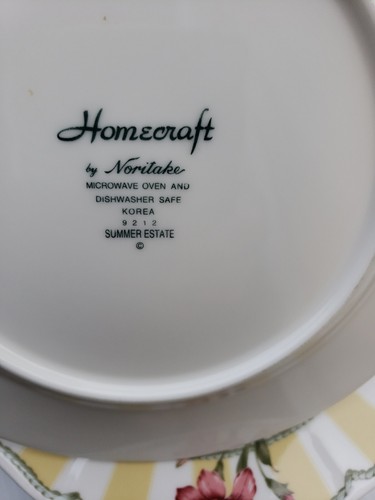 Homecraft
by Noritake
MICROWAVE OVEN AND
DISHWASHER SAFE
KOREA
9212
SUMMER ESTATE
©